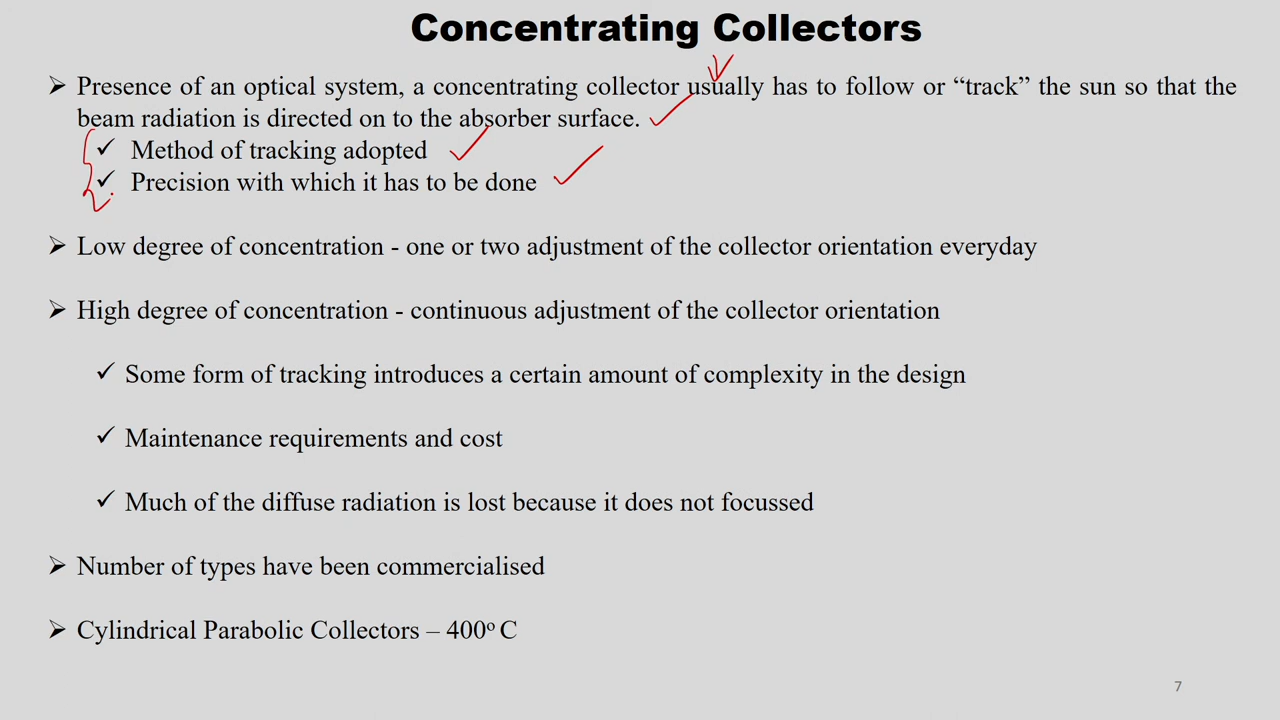 Concentrating Collectors
➢ Presence of an optical system, a concentrating collector usually has to follow or “track” the sun so that the
beam radiation is directed on to the absorber surface.
✓ Method of tracking adopted
✓ Precision with which it has to be done
➢ Low degree of concentration - one or two adjustment of the collector orientation everyday
➢ High degree of concentration - continuous adjustment of the collector orientation
✓ Some form of tracking introduces a certain amount of complexity in the design
✓ Maintenance requirements and cost
✓ Much of the diffuse radiation is lost because it does not focussed
➢ Number of types have been commercialised
➢ Cylindrical Parabolic Collectors – 400º C
7